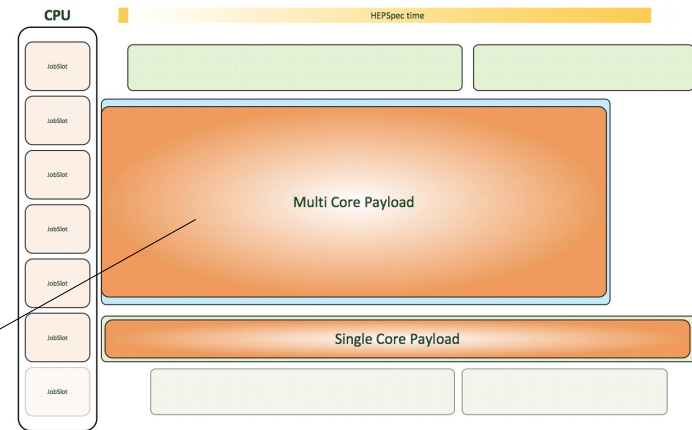 CPU
HEPSpec time
JobSlot
JobSlot
JobSlot
JobSlot
JobSlot
JobSlot
JobSlot
Multi Core Payload
Single Core Payload